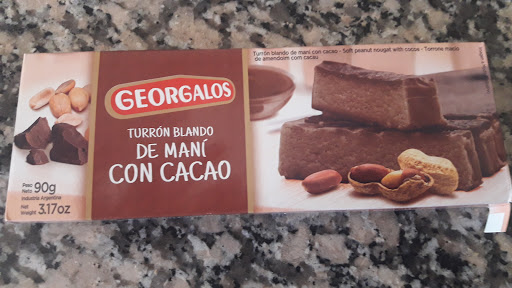 Turrón blando de maní con cacao - Soft peanut nougat with cocoa - Torrone macio
de amendoim com cacau
GEORGALOS
TURRÓN BLANDO
DE MANÍ
CON CACAO
Peso
Neto 90g
Industria Argentina
Net
Weight 3.17oz